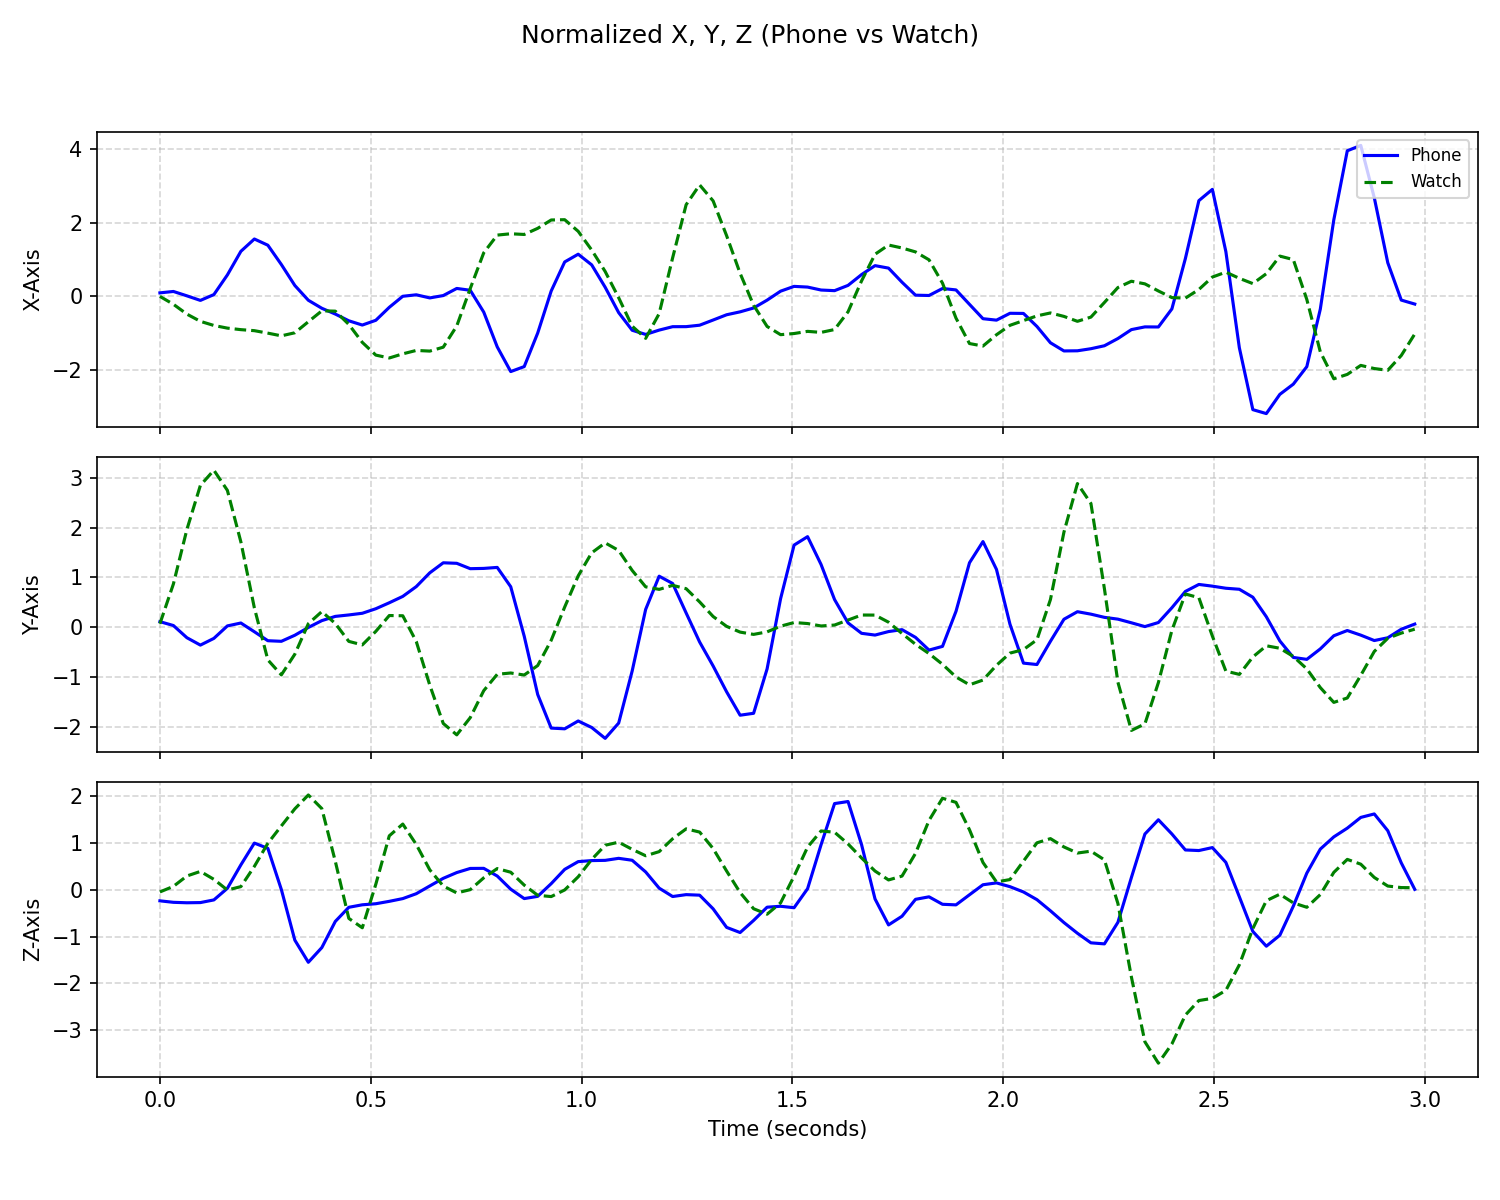 Normalized X, Y, Z (Phone vs Watch)
4
2
0
−2
X-Axis
Phone
Watch
3
2
1
0
−1
−2
Y-Axis
2
1
0
−1
−2
−3
Z-Axis
0.0 0.5 1.0 1.5 2.0 2.5 3.0
Time (seconds)